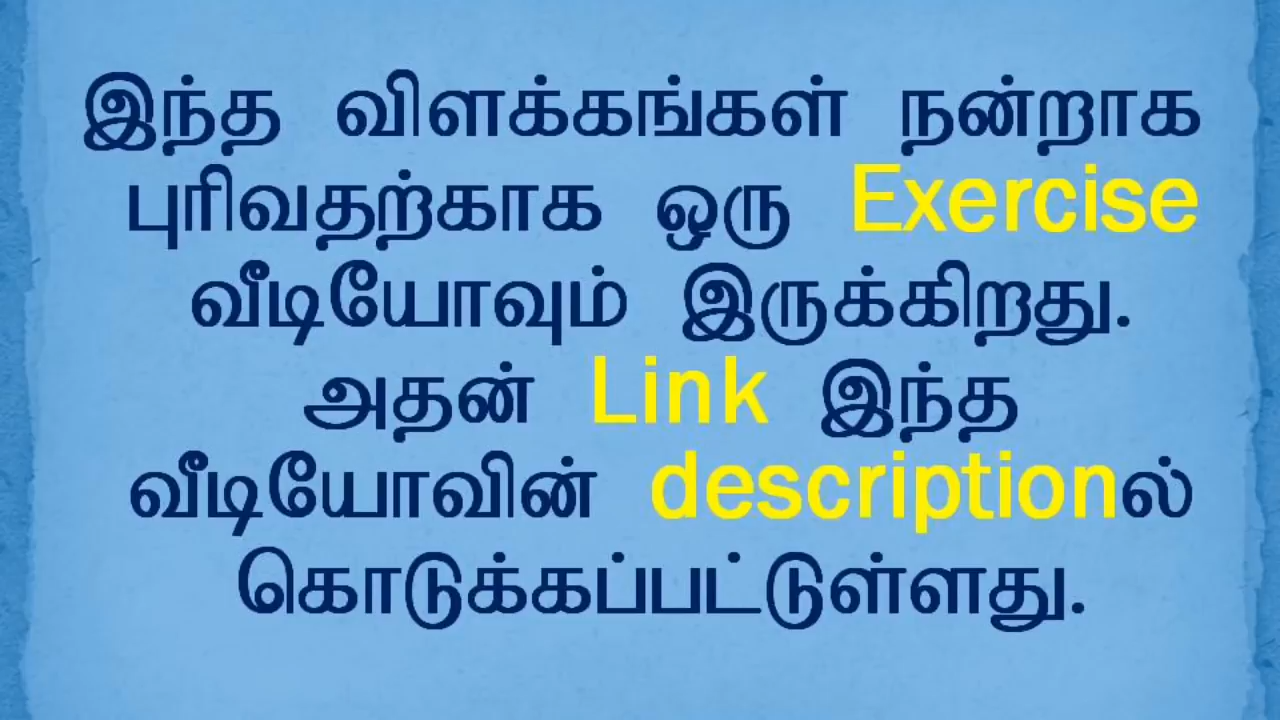 இந்த விளக்கங்கள் நன்றாக
புரிவதற்காக ஒரு Exercise
வீடியோவும் இருக்கிறது.
அதன் Link இந்த
வீடியோவின் descriptionல்
கொடுக்கப்பட்டுள்ளது.